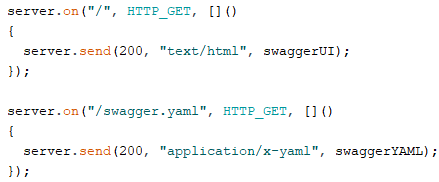 server.on("/", HTTP_GET, []()
{
  server.send(200, "text/html", swaggerUI);
});

server.on("/swagger.yaml", HTTP_GET, []()
{
  server.send(200, "application/x-yaml", swaggerYAML);
});